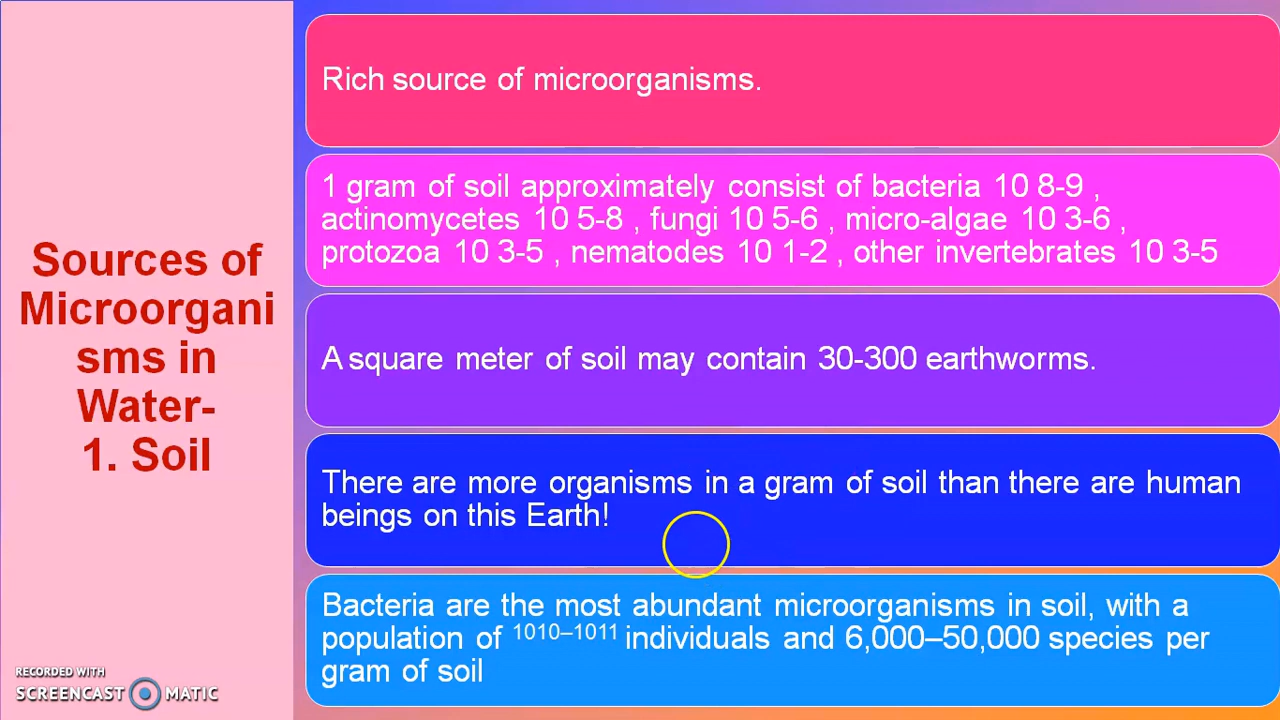 Sources of
Microorgani
sms in
Water-
1. Soil
Rich source of microorganisms.
1 gram of soil approximately consist of bacteria 10 8-9 ,
actinomycetes 10 5-8 , fungi 10 5-6 , micro-algae 10 3-6 ,
protozoa 10 3-5 , nematodes 10 1-2 , other invertebrates 10 3-5
A square meter of soil may contain 30-300 earthworms.
There are more organisms in a gram of soil than there are human
beings on this Earth!
Bacteria are the most abundant microorganisms in soil, with a
population of 1010–1011 individuals and 6,000–50,000 species per
gram of soil
RECORDED WITH
SCREENCAST MATIC